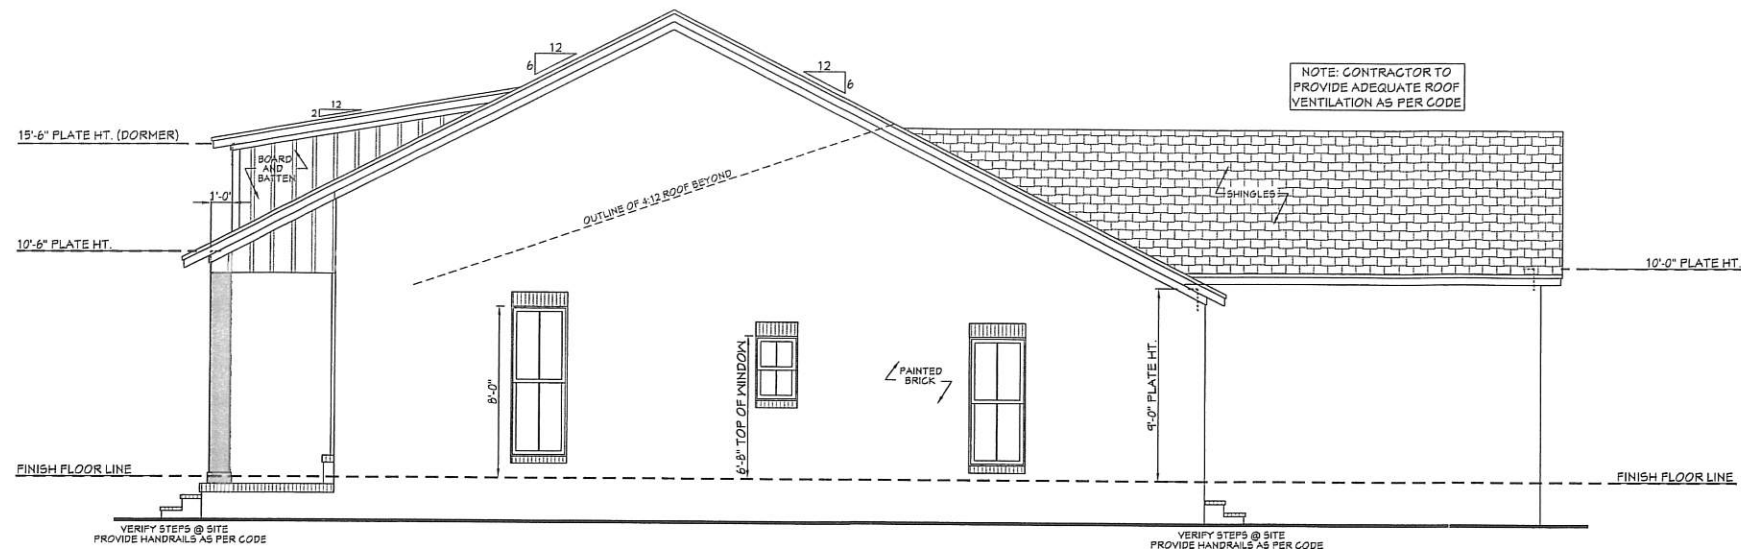 12
6
12
6
NOTE: CONTRACTOR TO
PROVIDE ADEQUATE ROOF
VENTILATION AS PER CODE
12
2
15'-6" PLATE HT. (DORMER)
BOARD
AND
BATTEN
1'-0"
OUTLINE OF 4:12 ROOF BEYOND
SHINGLES
10'-6" PLATE HT.
10'-0" PLATE HT.
8'-0"
6'-8" TOP OF WINDOW
PAINTED
BRICK
9'-0" PLATE HT.
FINISH FLOOR LINE
FINISH FLOOR LINE
VERIFY STEPS @ SITE
PROVIDE HANDRAILS AS PER CODE
VERIFY STEPS @ SITE
PROVIDE HANDRAILS AS PER CODE